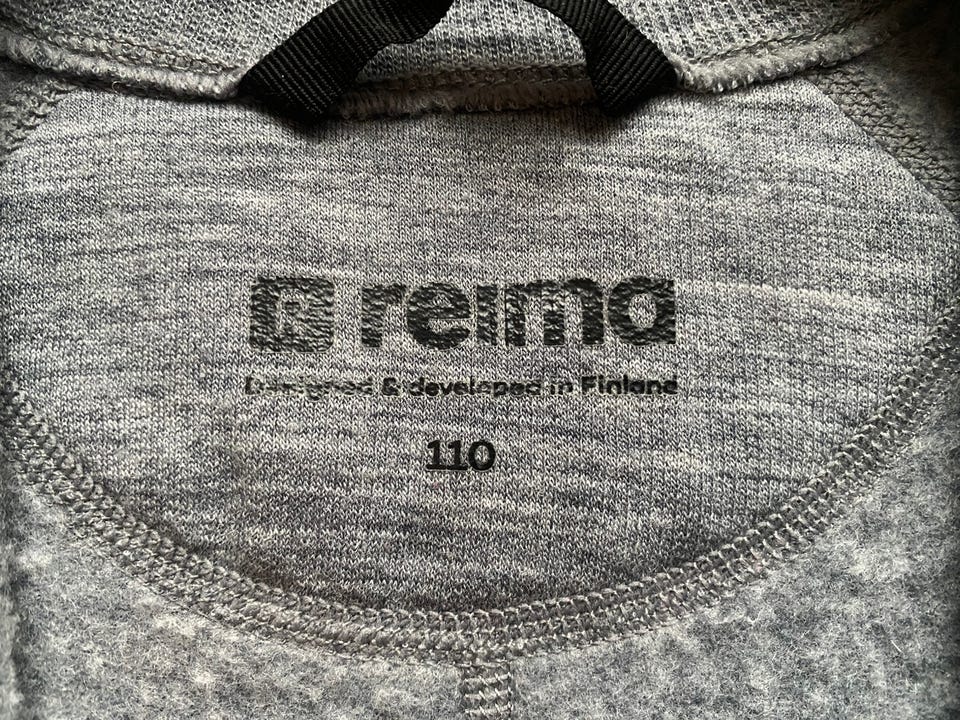 R reima
Designed & developed in Finland
110